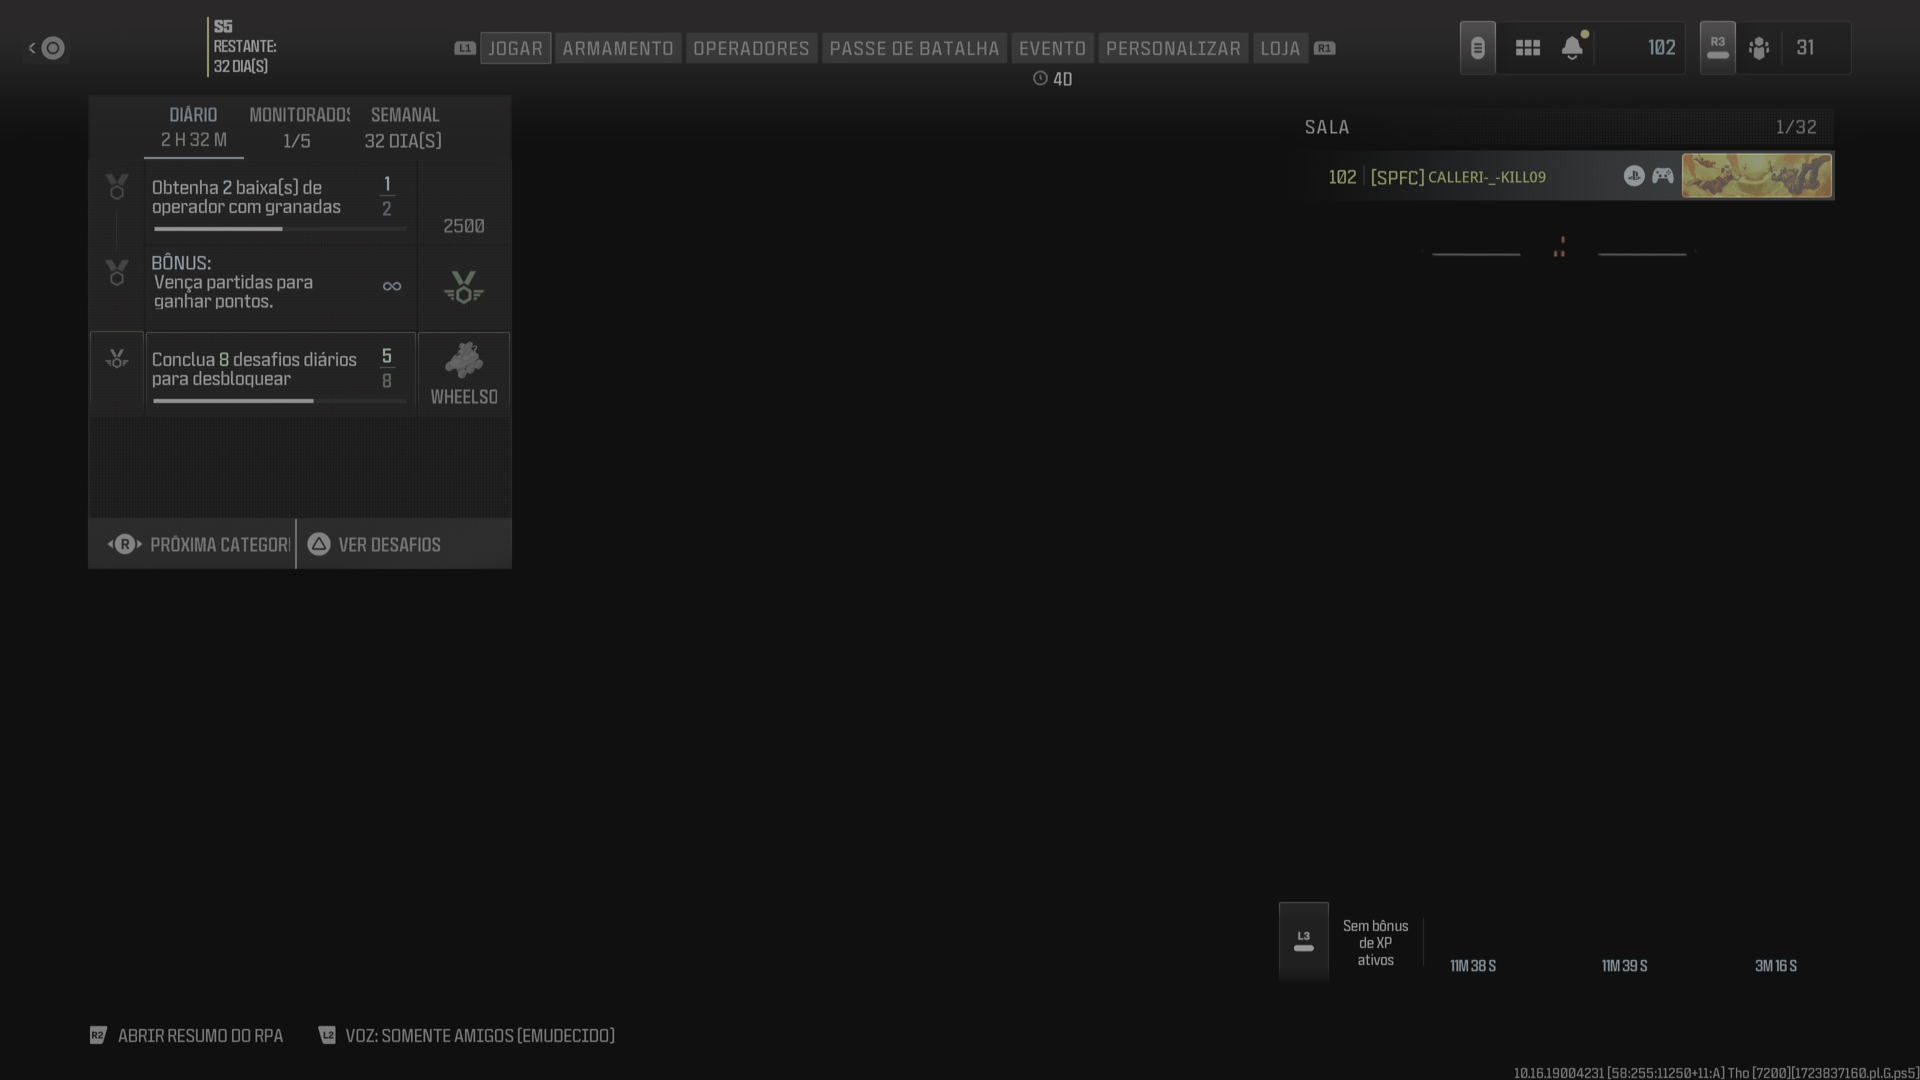 S5
RESTANTE:
32 DIA(S)
L1 JOGAR ARMAMENTO OPERADORES PASSE DE BATALHA EVENTO PERSONALIZAR LOJA R1
4D
102
R3
31
DIÁRIO MONITORADOS SEMANAL
2 H 32 M 1/5 32 DIA(S)
Obtenha 2 baixa(s) de
operador com granadas
1
2
2500
BÔNUS:
Vença partidas para
ganhar pontos.
∞
Conclua 8 desafios diários
para desbloquear
5
8
WHEELSO
R PRÓXIMA CATEGORI
VER DESAFIOS
SALA 1/32
102 [SPFC] CALLERI-_-KILL09
L3
Sem bônus
de XP
ativos
11M 38 S 11M 39 S 3M 16 S
R2 ABRIR RESUMO DO RPA L2 VOZ: SOMENTE AMIGOS (EMUDECIDO)
10.16.19004231 [58:255:11250+11:A] Tho [7200][1723837160.pl.G.ps5]